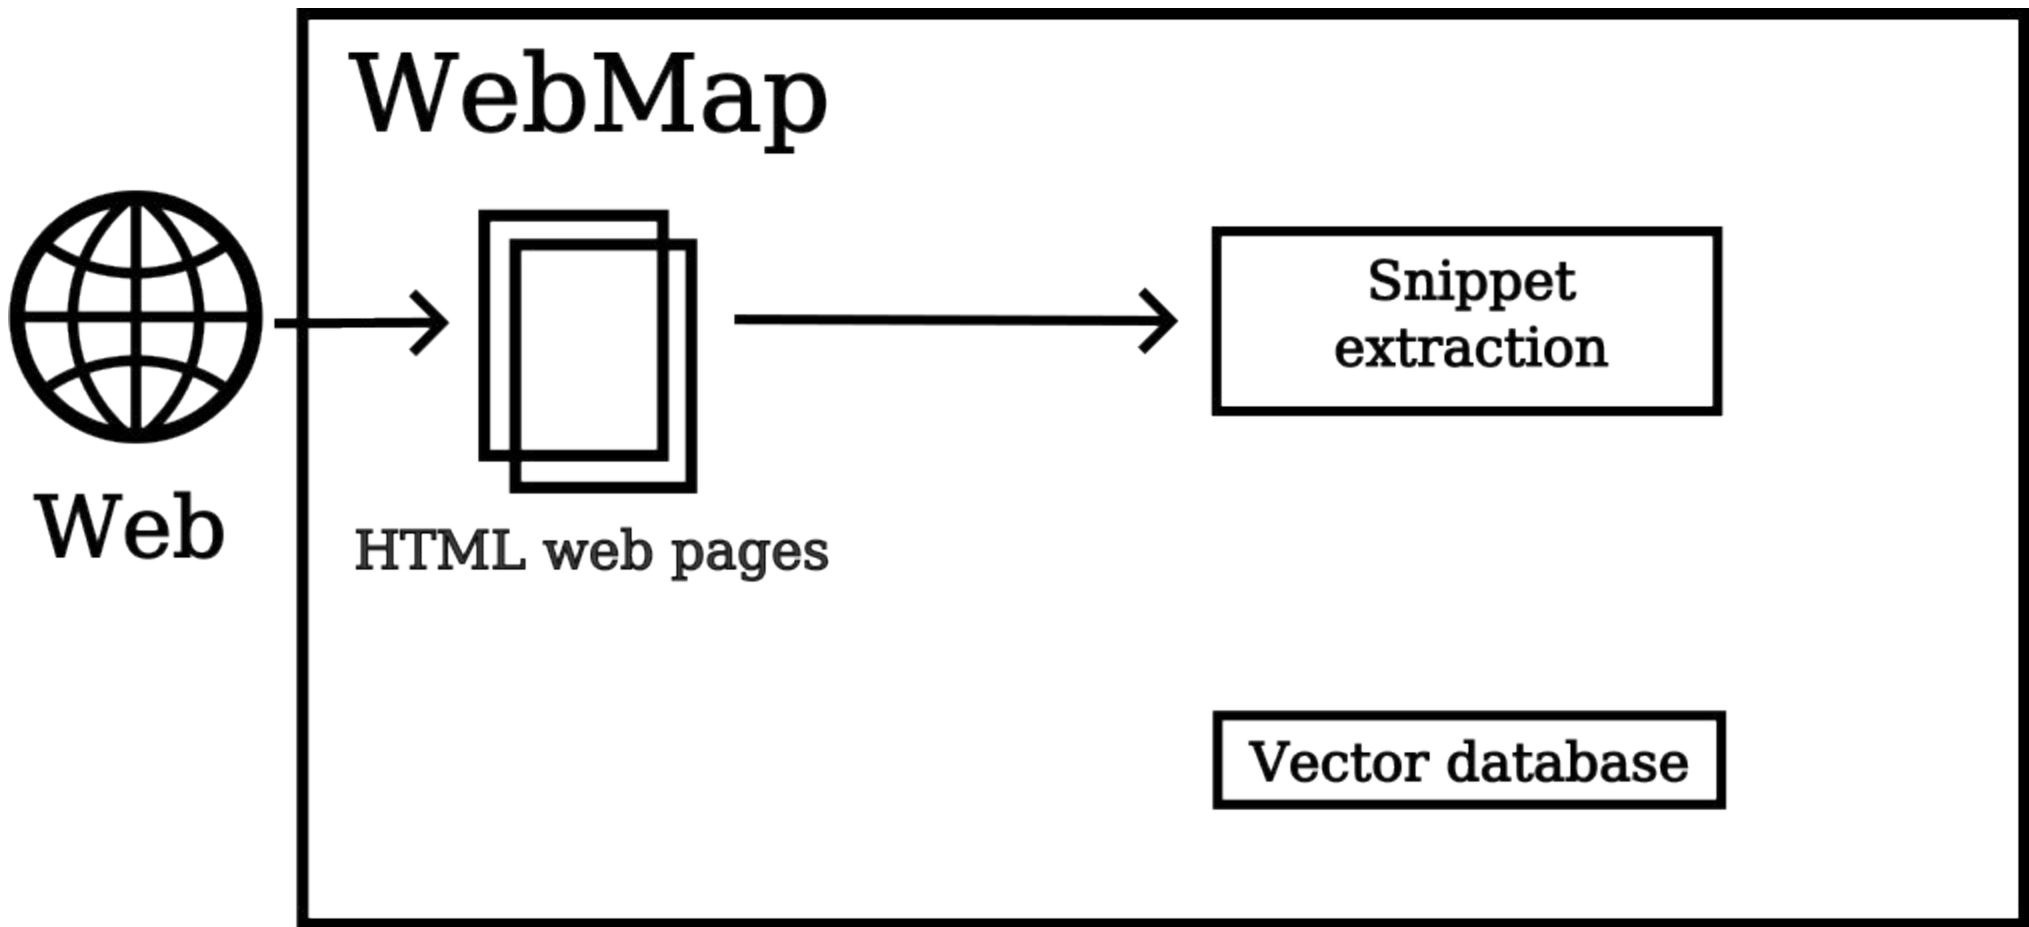 WebMap
Web
HTML web pages
Snippet
extraction
Vector database